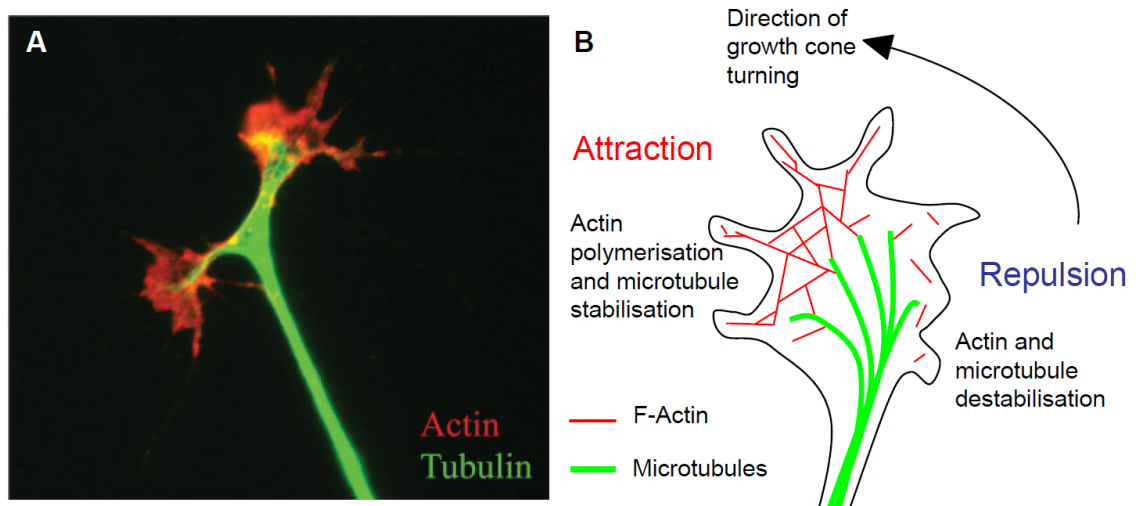 A
Actin
Tubulin
B
Direction of
growth cone
turning
Attraction
Actin
polymerisation
and microtubule
stabilisation
Repulsion
Actin and
microtubule
destabilisation
F-Actin
Microtubules